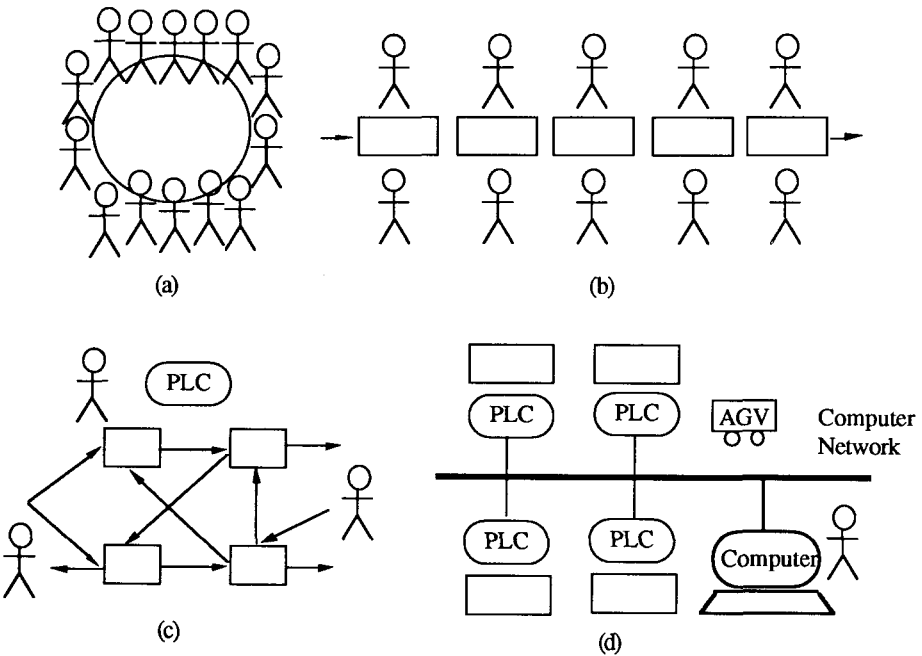 (a)
(b)
PLC
(c)
PLC
PLC
AGV
Computer
Network
PLC
PLC
Computer
(d)